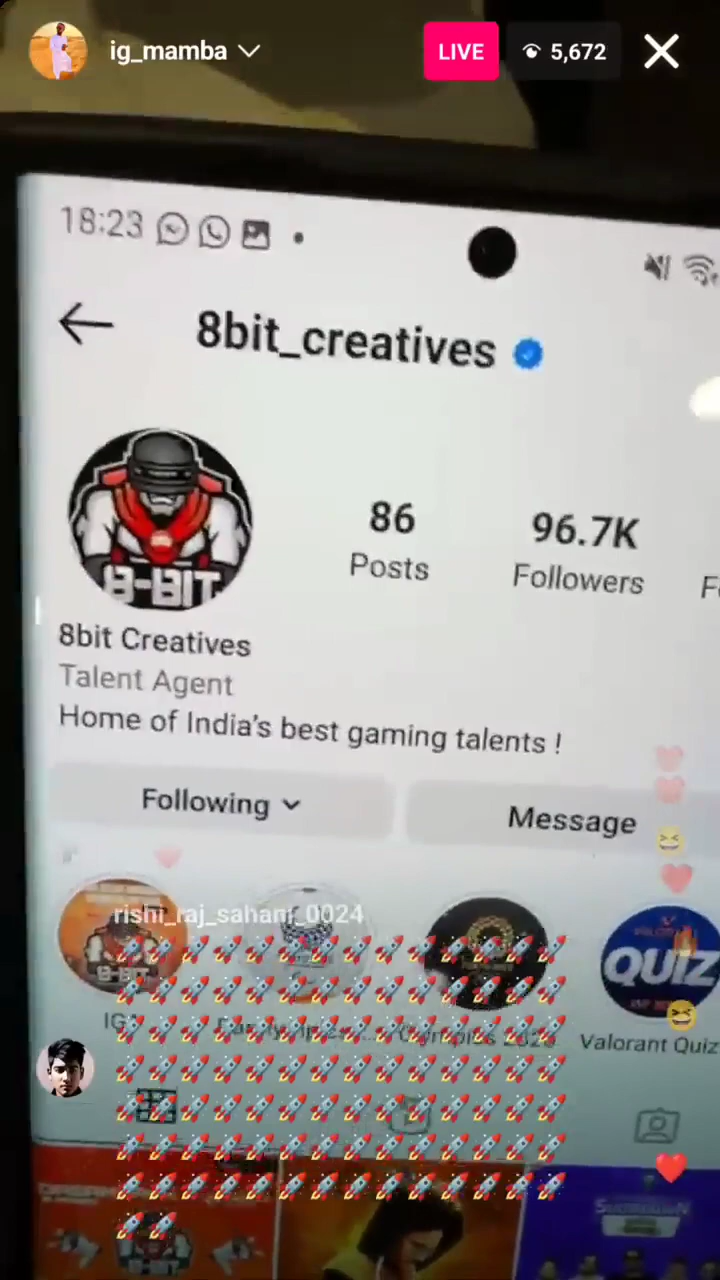 ig_mamba
LIVE
5,672
18:23
8bit_creatives
8-BIT
86
96.7K
Posts
Followers
8bit Creatives
Talent Agent
Home of India's best gaming talents !
Following
Message
rishi_raj_sahani_0024
QUIZ
Valorant Quiz